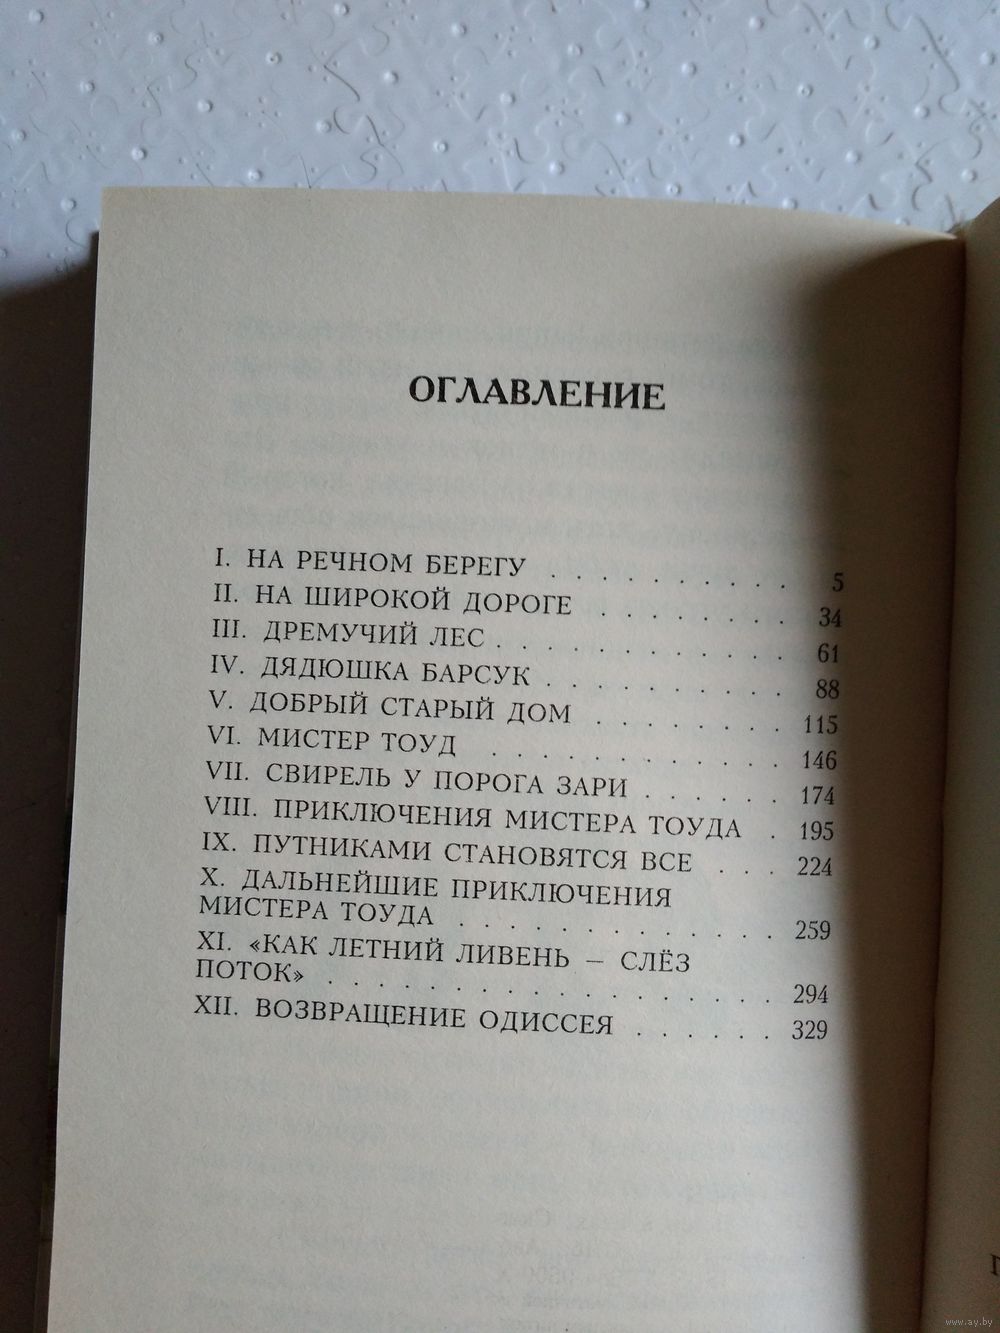 ОГЛАВЛЕНИЕ
I. НА РЕЧНОМ БЕРЕГУ . . . . . . . . . . 5
II. НА ШИРОКОЙ ДОРОГЕ . . . . . . . . 34
III. ДРЕМУЧИЙ ЛЕС . . . . . . . . . . . . 61
IV. ДЯДЮШКА БАРСУК . . . . . . . . . . 88
V. ДОБРЫЙ СТАРЫЙ ДОМ . . . . . . . . 115
VI. МИСТЕР ТОУД . . . . . . . . . . . . 146
VII. СВИРЕЛЬ У ПОРОГА ЗАРИ . . . . . . 174
VIII. ПРИКЛЮЧЕНИЯ МИСТЕРА ТОУДА . 195
IX. ПУТНИКАМИ СТАНОВЯТСЯ ВСЕ . . . 224
X. ДАЛЬНЕЙШИЕ ПРИКЛЮЧЕНИЯ
МИСТЕРА ТОУДА . . . . . . . . . . . . . 259
XI. «КАК ЛЕТНИЙ ЛИВЕНЬ – СЛЁЗ
ПОТОК» . . . . . . . . . . . . . . . . . 294
XII. ВОЗВРАЩЕНИЕ ОДИССЕЯ . . . . . . 329
www.ay.by